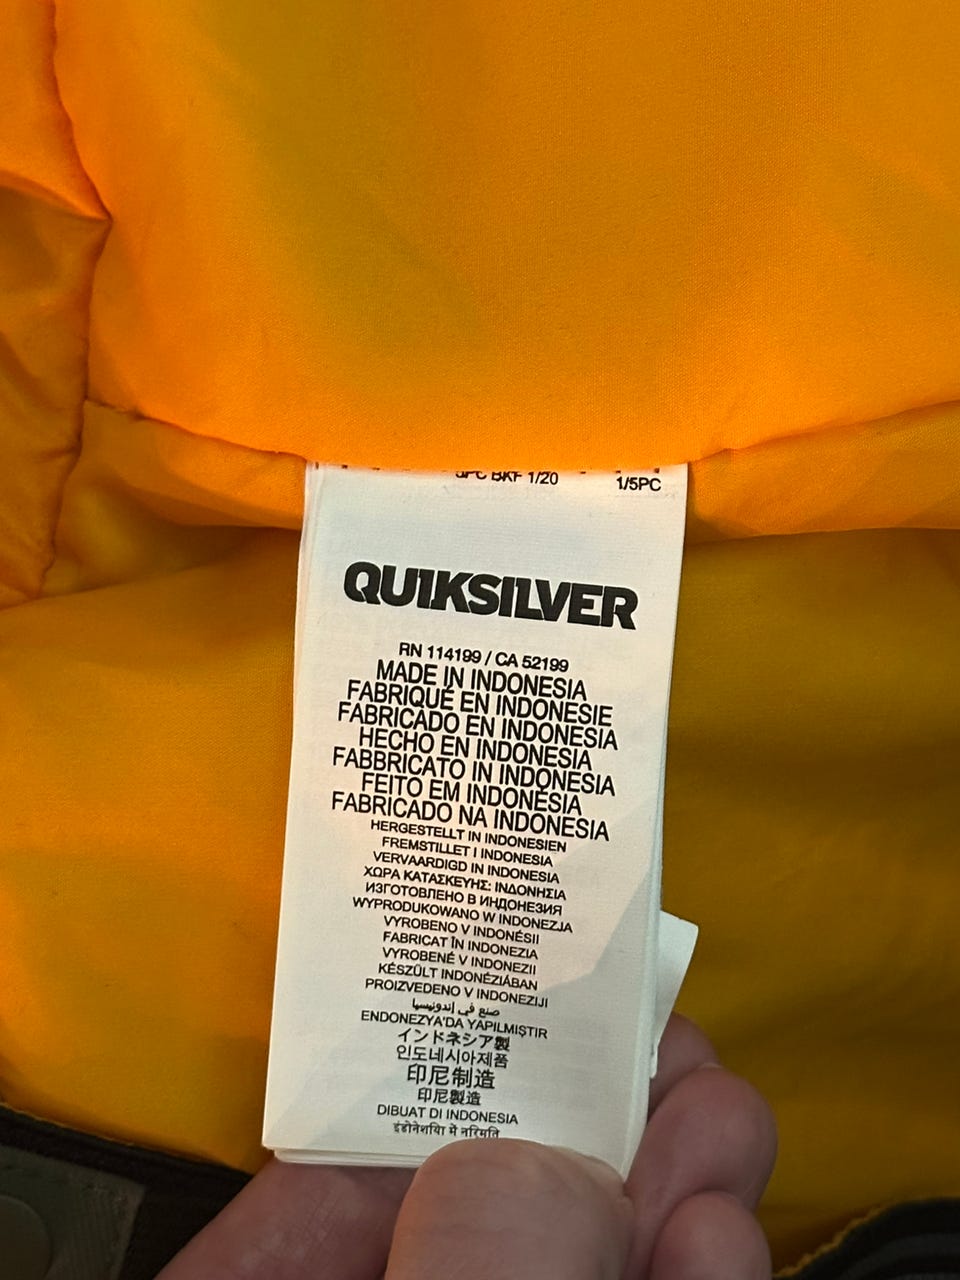 BKF 1/20
1/5PC
QUIKSILVER
RN 114199 / CA 52199
MADE IN INDONESIA
FABRIQUÉ EN INDONESIE
FABRICADO EN INDONESIA
HECHO EN INDONESIA
FABBRICATO IN INDONESIA
FEITO EM INDONÉSIA
FABRICADO NA INDONESIA
HERGESTELLT IN INDONESIEN
FREMSTILLET I INDONESIA
VERVAARDIGD IN INDONESIA
ΧΩΡΑ ΚΑΤΑΣΚΕΥΗΣ: ΙΝΔΟΝΗΣΙΑ
ИЗГОТОВЛЕНО В ИНДОНЕЗИЯ
WYPRODUKOWANO W INDONEZJA
VYROBENO V INDONÉSII
FABRICAT ÎN INDONEZIA
VYROBENÉ V INDONEZII
KÉSZÜLT INDONÉZIÁBAN
PROIZVEDENO V INDONEZIJI
صنع في إندونيسيا
ENDONEZYA'DA YAPILMIŞTIR
インドネシア製
인도네시아제품
印尼制造
印尼製造
DIBUAT DI INDONESIA
इंडोनेशिया में